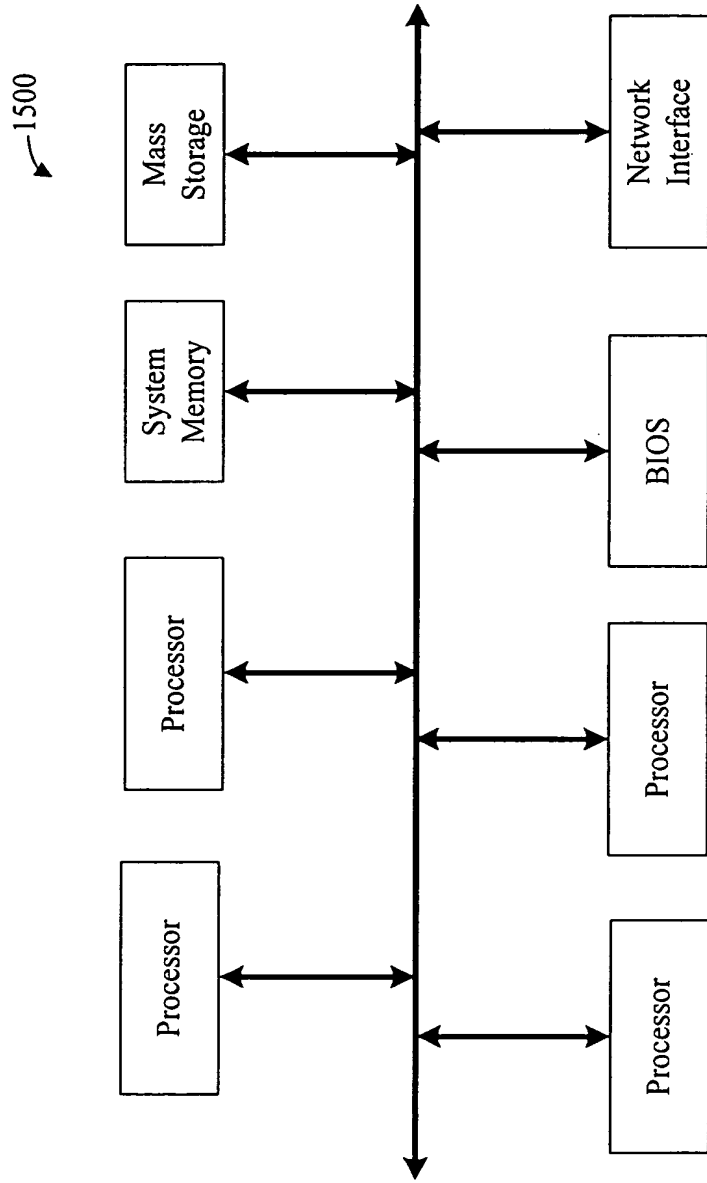 1500
Processor
Processor
System
Memory
Mass
Storage
Processor
Processor
BIOS
Network
Interface